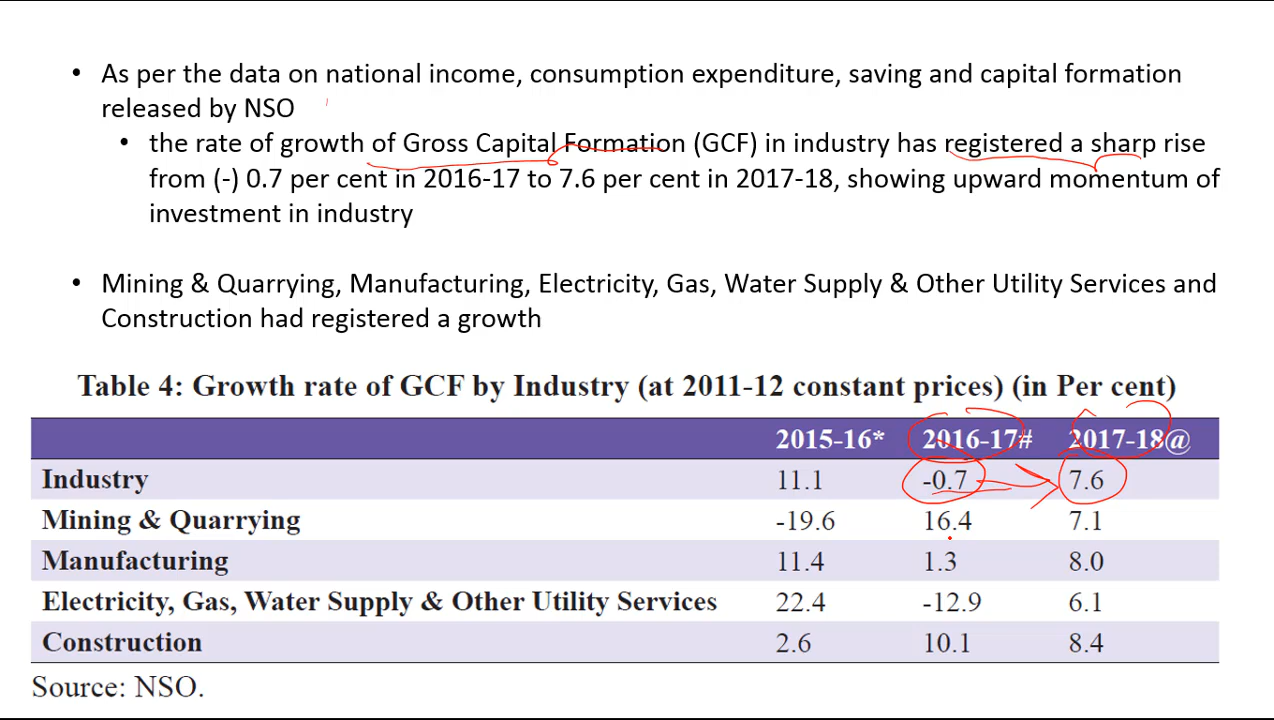 • As per the data on national income, consumption expenditure, saving and capital formation
released by NSO
• the rate of growth of Gross Capital Formation (GCF) in industry has registered a sharp rise
from (-) 0.7 per cent in 2016-17 to 7.6 per cent in 2017-18, showing upward momentum of
investment in industry
• Mining & Quarrying, Manufacturing, Electricity, Gas, Water Supply & Other Utility Services and
Construction had registered a growth
Table 4: Growth rate of GCF by Industry (at 2011-12 constant prices) (in Per cent)
2015-16* 2016-17# 2017-18@
Industry 11.1 -0.7 7.6
Mining & Quarrying -19.6 16.4 7.1
Manufacturing 11.4 1.3 8.0
Electricity, Gas, Water Supply & Other Utility Services 22.4 -12.9 6.1
Construction 2.6 10.1 8.4
Source: NSO.